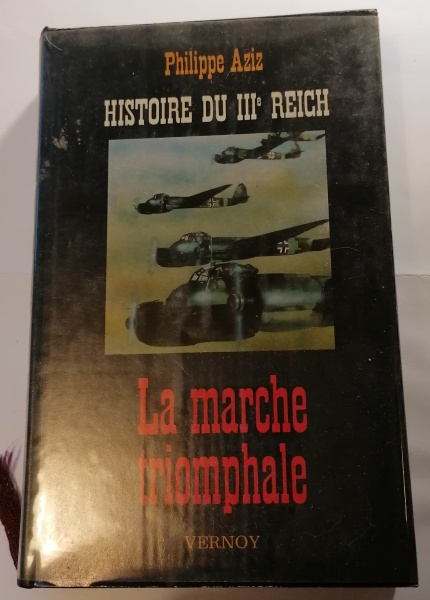 Philippe Aziz
HISTOIRE DU IIIe REICH
La marche
triomphale
VERNOY